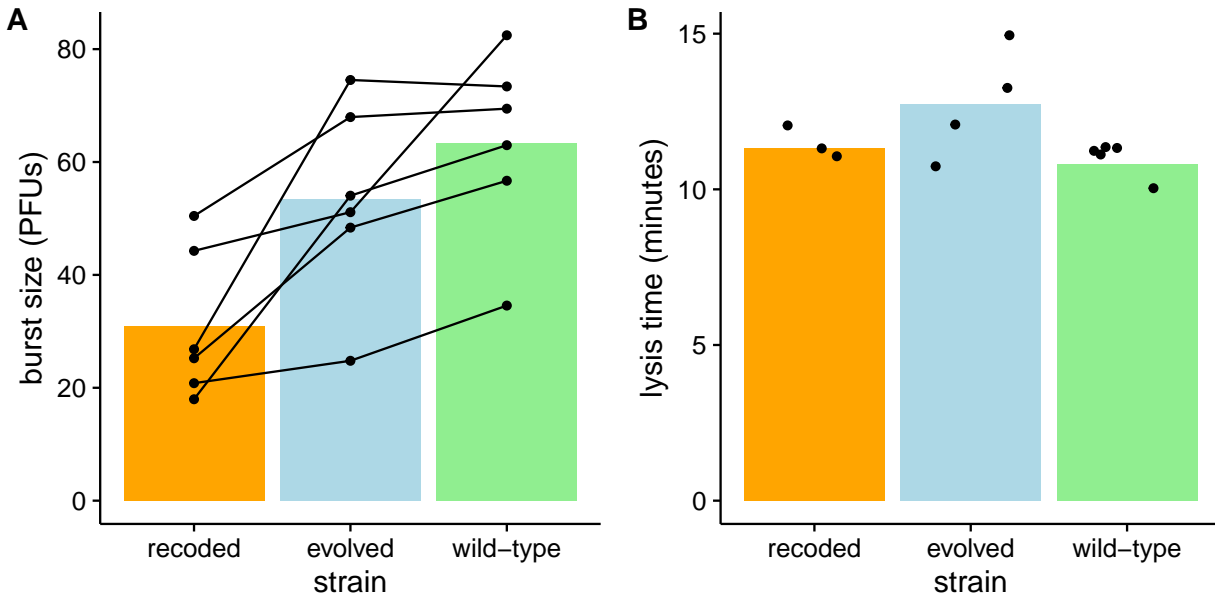 A
burst size (PFUs)
80
60
40
20
0
recoded evolved wild−type
strain
B
lysis time (minutes)
15
10
5
0
recoded evolved wild−type
strain